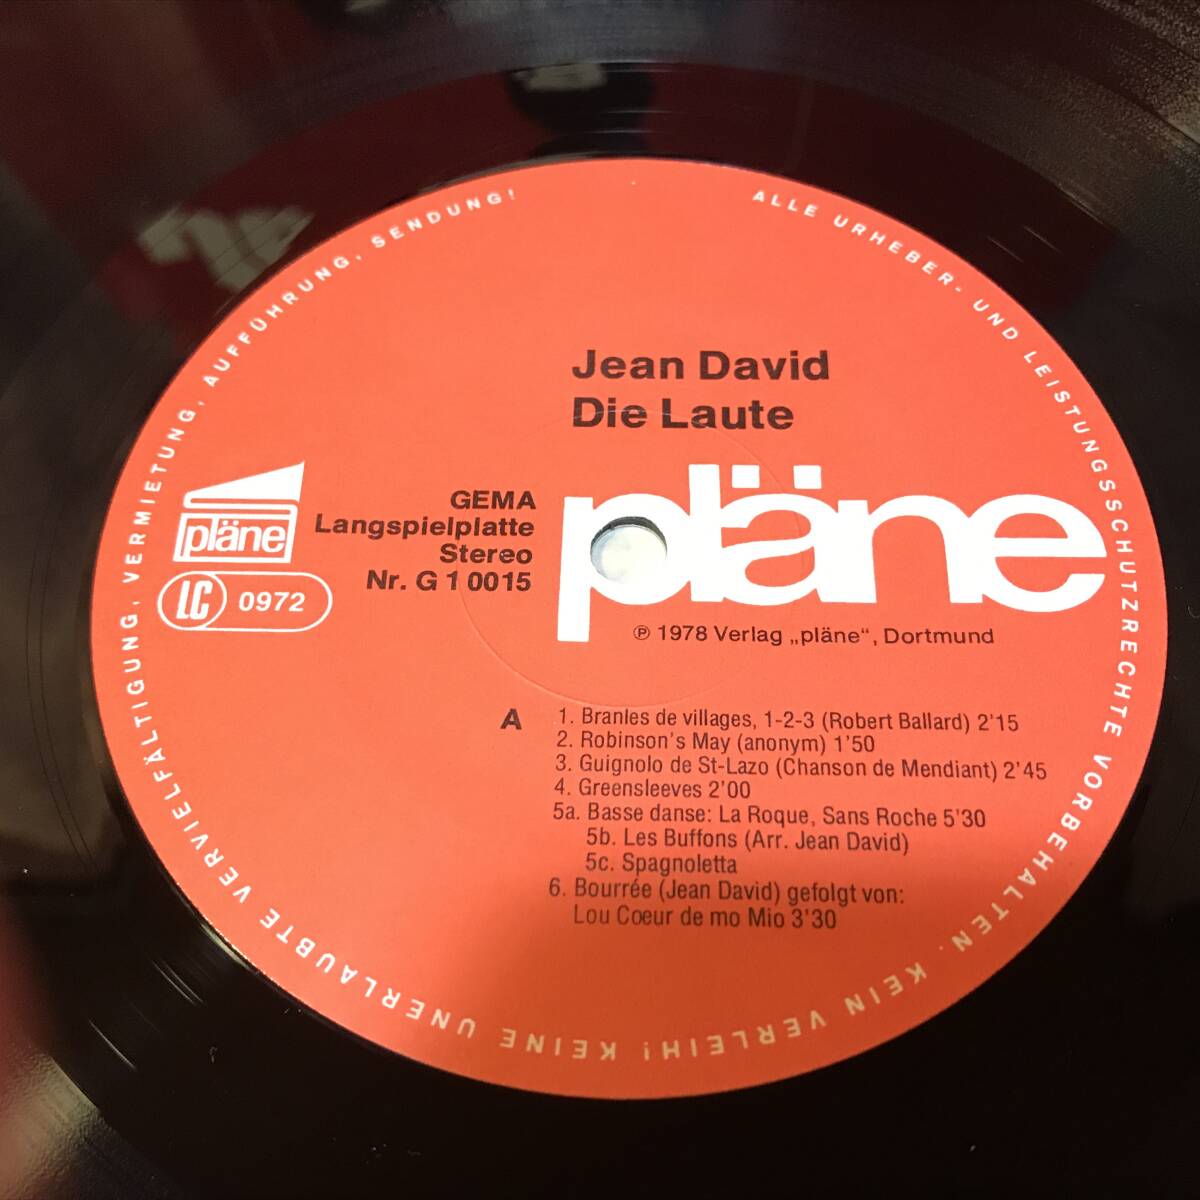 ALLE URHEBER- UND LEISTUNGSSCHUTZRECHTE VORBEHALTEN. KEIN VERLEIH! KEINE UNERLAUBTE VERVIELFÄLTIGUNG, VERMIETUNG, AUFFÜHRUNG, SENDUNG!
Jean David
Die Laute
pläne
LC 0972
GEMA
Langspielplatte
Stereo
Nr. G 1 0015
pläne
℗ 1978 Verlag „pläne“, Dortmund
A
1. Branles de villages, 1-2-3 (Robert Ballard) 2'15
2. Robinson's May (anonym) 1'50
3. Guignolo de St-Lazo (Chanson de Mendiant) 2'45
4. Greensleeves 2'00
5a. Basse danse: La Roque, Sans Roche 5'30
5b. Les Buffons (Arr. Jean David)
5c. Spagnoletta
6. Bourrée (Jean David) gefolgt von:
Lou Coeur de mo Mio 3'30